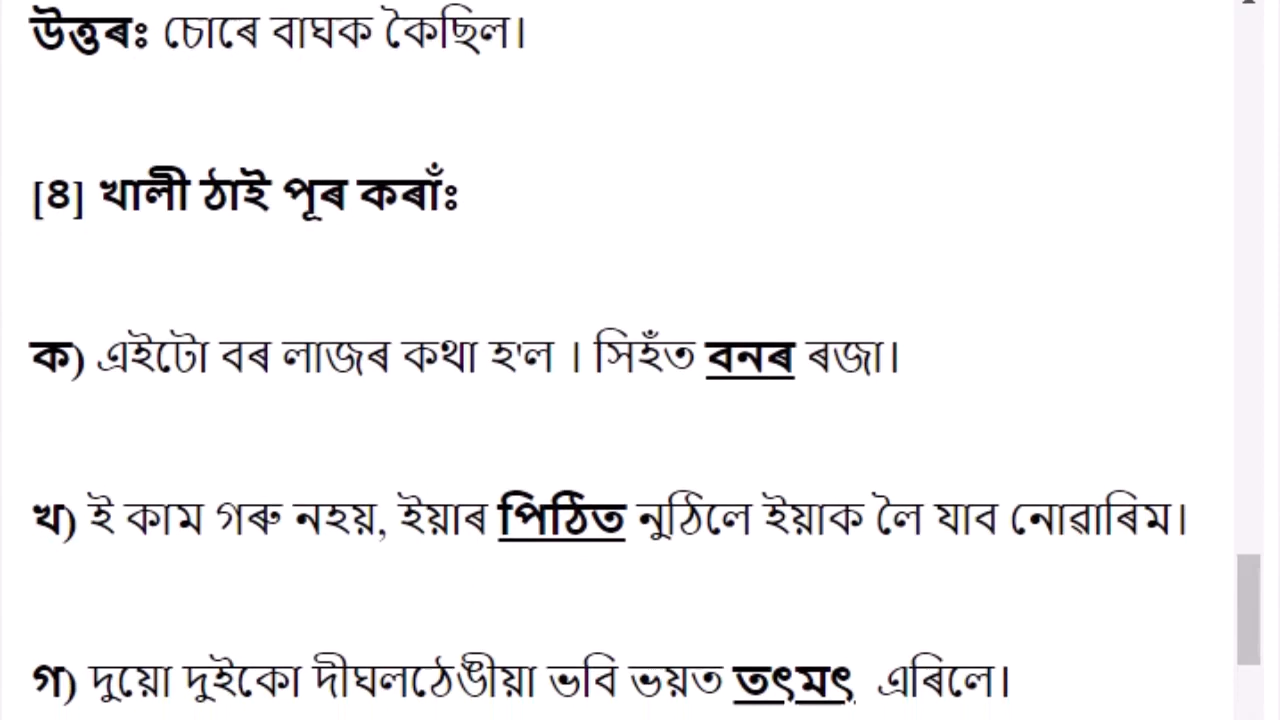 উত্তৰঃ চোৰে বাঘক কৈছিল।
[৪] খালী ঠাই পূৰ কৰাঁঃ
ক) এইটো বৰ লাজৰ কথা হ'ল । সিহঁত বনৰ ৰজা।
খ) ই কাম গৰু নহয়, ইয়াৰ পিঠিত নুঠিলে ইয়াক লৈ যাব নোৱাৰিম।
গ) দুয়ো দুইকো দীঘলঠেঙীয়া ভবি ভয়ত তৎমৎ এৰিলে।